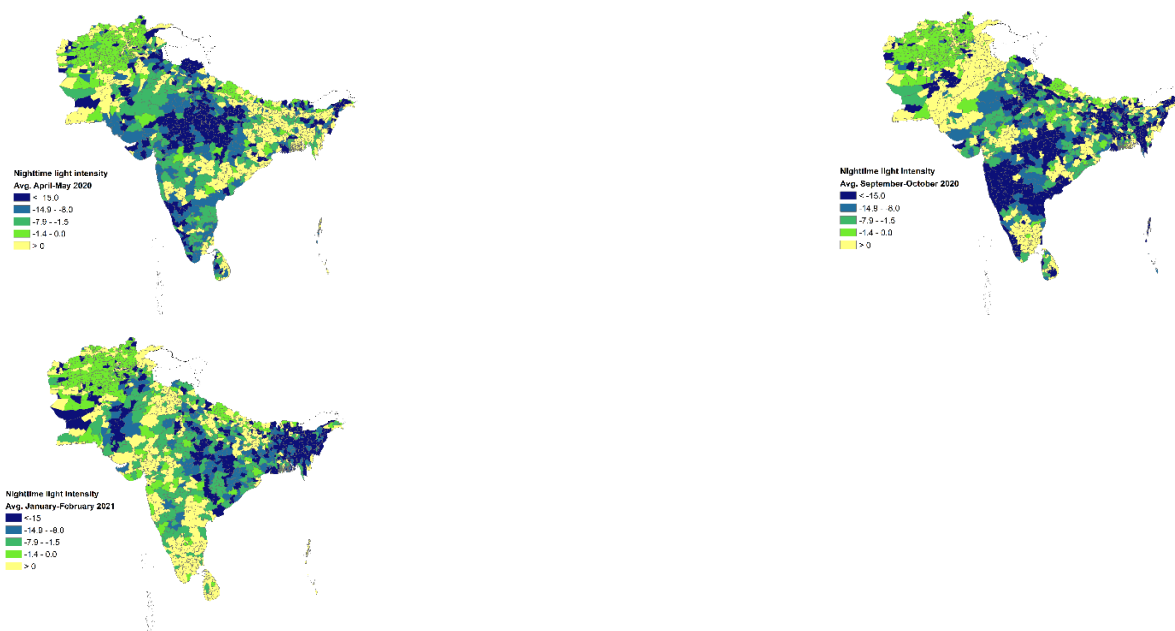 Nighttime light intensity
Avg. April-May 2020
< -15.0
-14.9 - -8.0
-7.9 - -1.5
-1.4 - 0.0
> 0
Nighttime light Intensity
Avg. September-October 2020
< -15.0
-14.9 - -8.0
-7.9 - -1.5
-1.4 - 0.0
> 0
Nighttime light Intensity
Avg. January-February 2021
<-15
-14.9 - -8.0
-7.9 - -1.5
-1.4 - 0.0
> 0